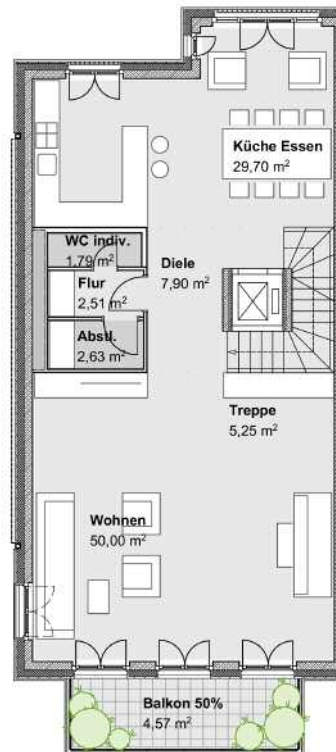 Küche Essen
29,70 m²
WC indiv.
1,79 m²
Flur
2,51 m²
Diele
7,90 m²
Abstl.
2,63 m²
Treppe
5,25 m²
Wohnen
50,00 m²
Balkon 50%
4,57 m²